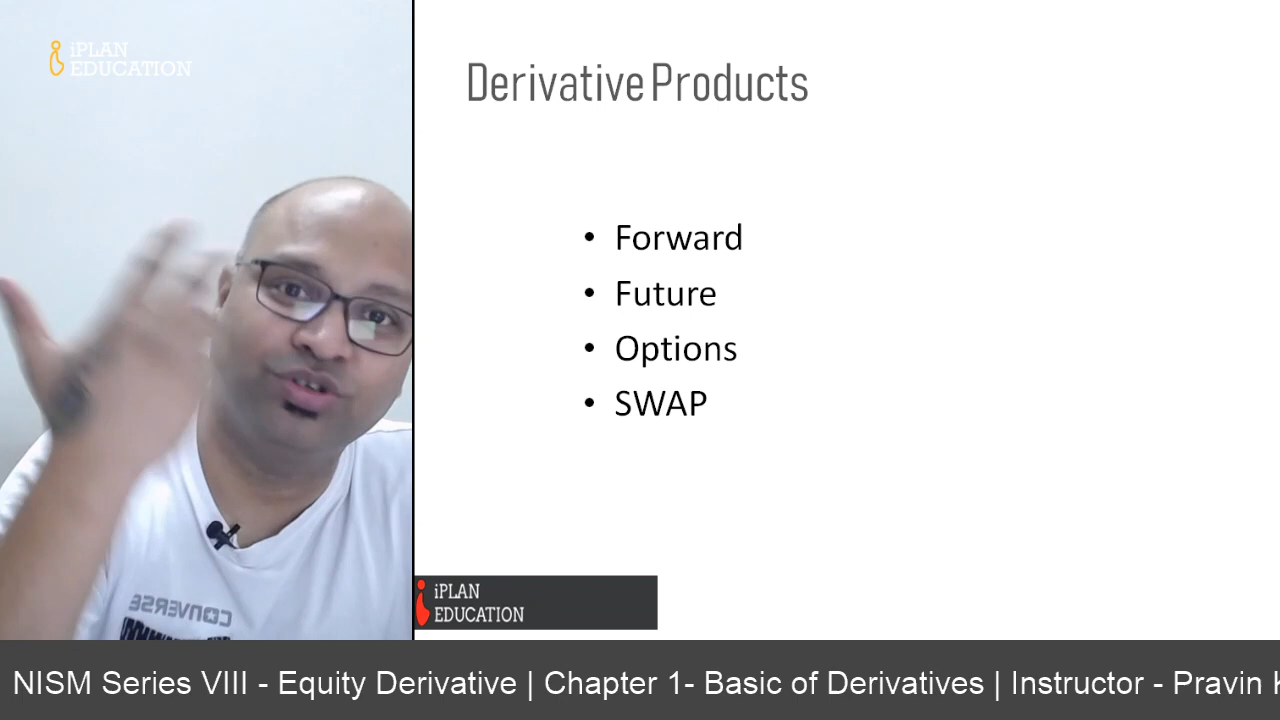 iPLAN
EDUCATION
Derivative Products
• Forward
• Future
• Options
• SWAP
CONVERSE
iPLAN
EDUCATION
NISM Series VIII - Equity Derivative | Chapter 1- Basic of Derivatives | Instructor - Pravin